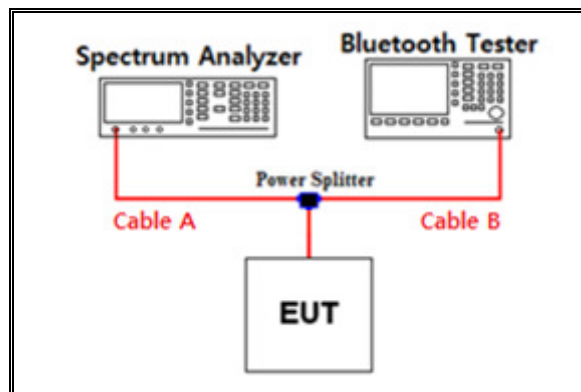 Spectrum Analyzer
Bluetooth Tester
Power Splitter
Cable A
Cable B
EUT